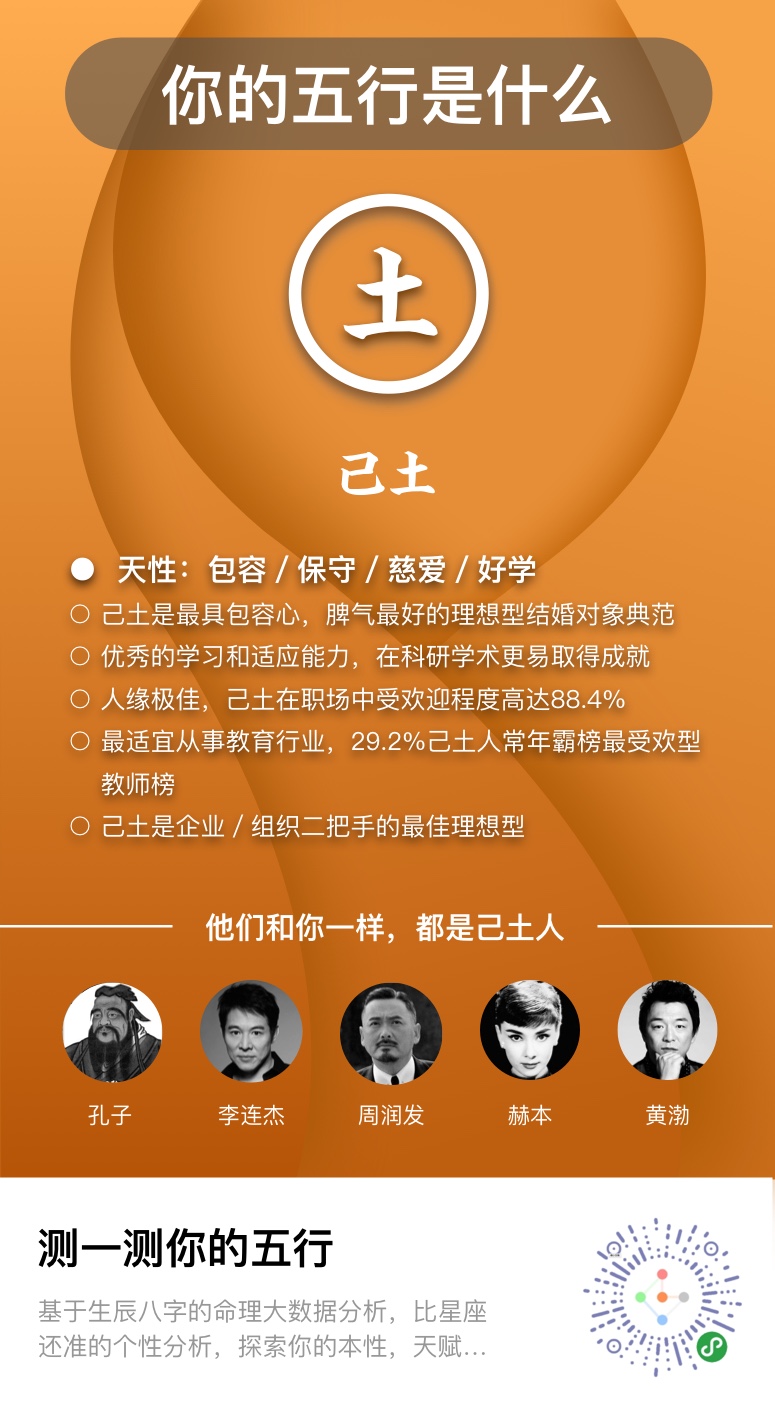 你的五行是什么
土
己土
天性：包容 / 保守 / 慈爱 / 好学
己土是最具包容心，脾气最好的理想型结婚对象典范
优秀的学习和适应能力，在科研学术更易取得成就
人缘极佳，己土在职场中受欢迎程度高达88.4%
最适宜从事教育行业，29.2%己土人常年霸榜最受欢型
教师榜
己土是企业 / 组织二把手的最佳理想型
他们和你一样，都是己土人
孔子 李连杰 周润发 赫本 黄渤
测一测你的五行
基于生辰八字的命理大数据分析，比星座
还准的个性分析，探索你的本性，天赋...